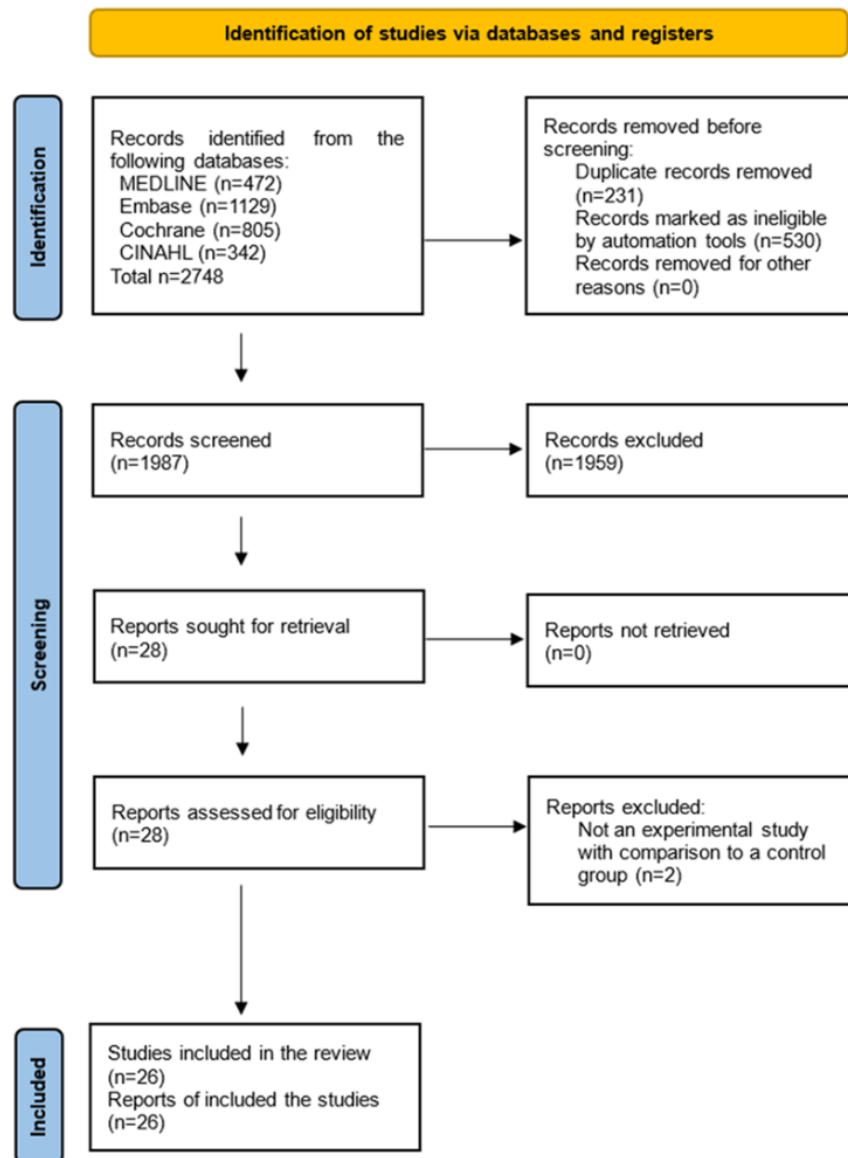 Identification of studies via databases and registers
Identification
Records identified from the
following databases:
MEDLINE (n=472)
Embase (n=1129)
Cochrane (n=805)
CINAHL (n=342)
Total n=2748
Records removed before
screening:
Duplicate records removed
(n=231)
Records marked as ineligible
by automation tools (n=530)
Records removed for other
reasons (n=0)
Screening
Records screened
(n=1987)
Records excluded
(n=1959)
Reports sought for retrieval
(n=28)
Reports not retrieved
(n=0)
Reports assessed for eligibility
(n=28)
Reports excluded:
Not an experimental study
with comparison to a control
group (n=2)
Included
Studies included in the review
(n=26)
Reports of included the studies
(n=26)